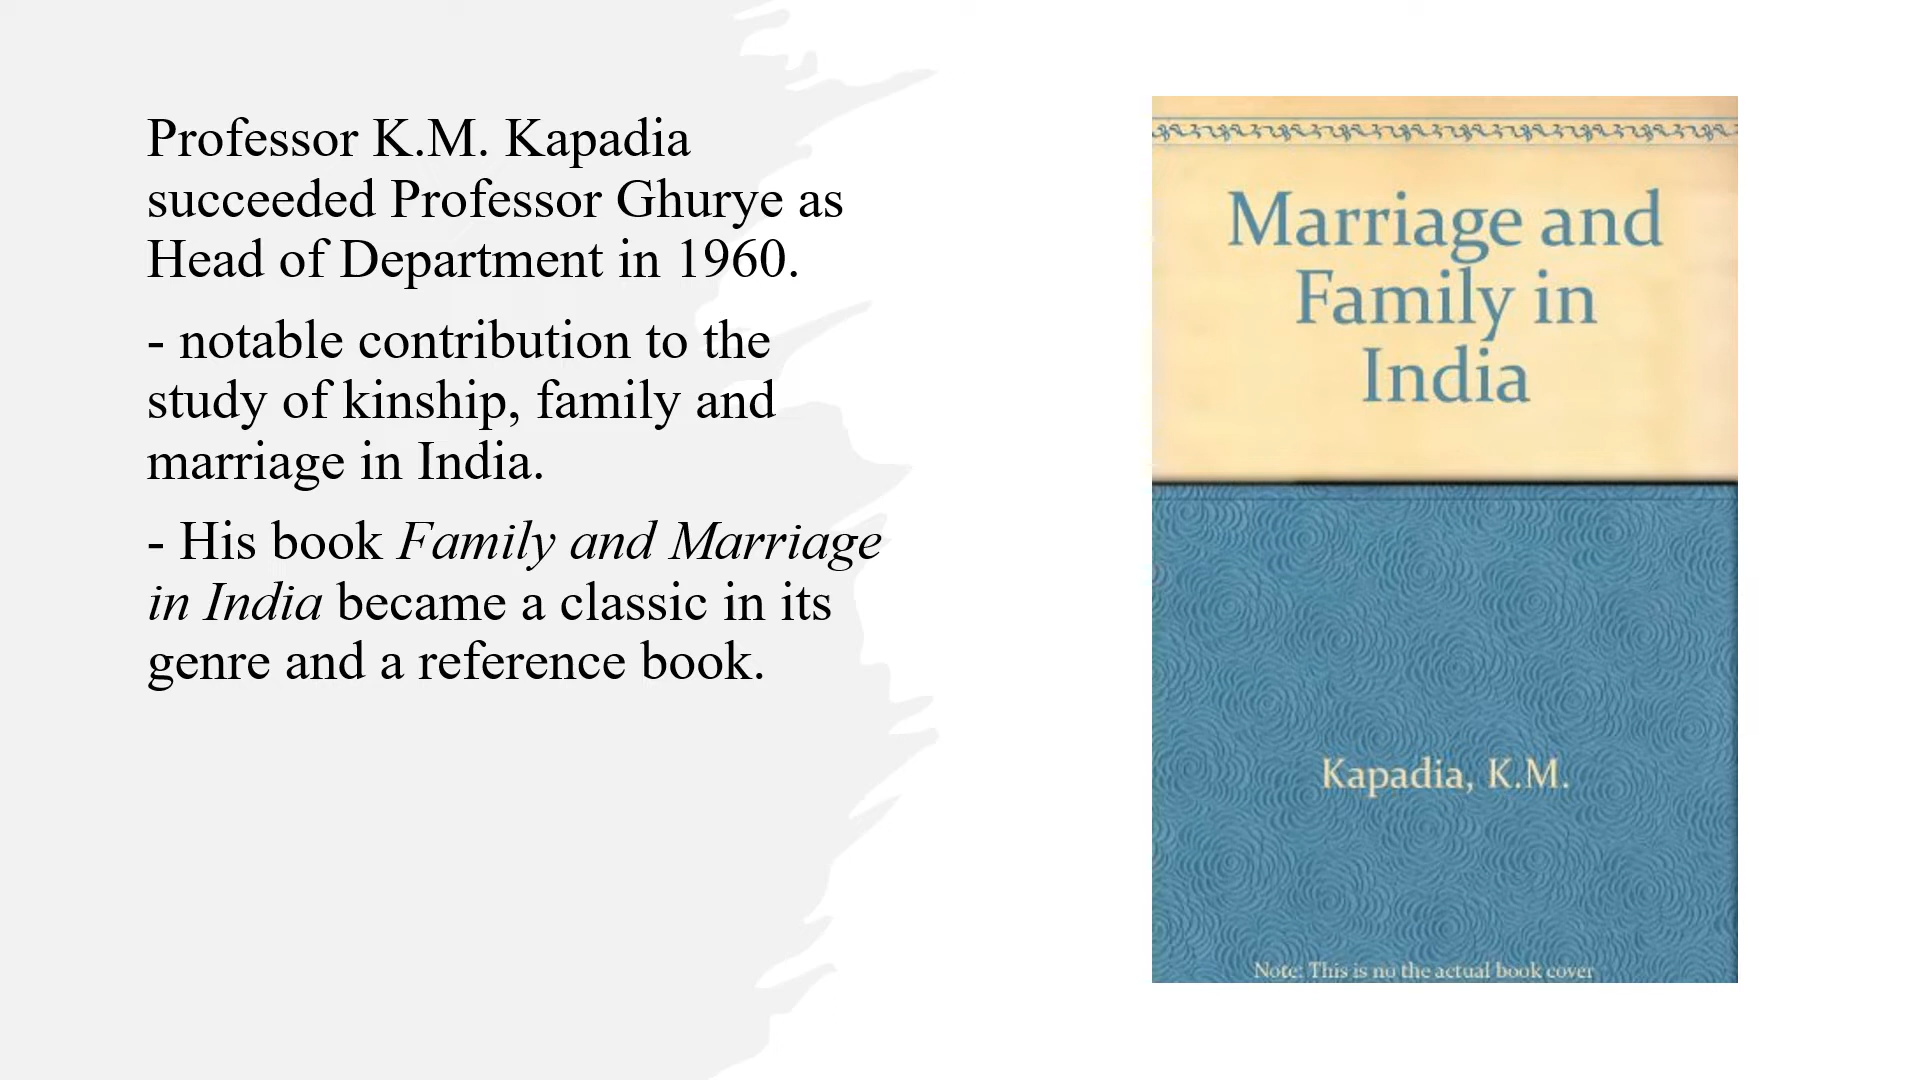 Professor K.M. Kapadia
succeeded Professor Ghurye as
Head of Department in 1960.
- notable contribution to the
study of kinship, family and
marriage in India.
- His book Family and Marriage
in India became a classic in its
genre and a reference book.
Marriage and
Family in
India
Kapadia, K.M.
Note: This is no the actual book cover